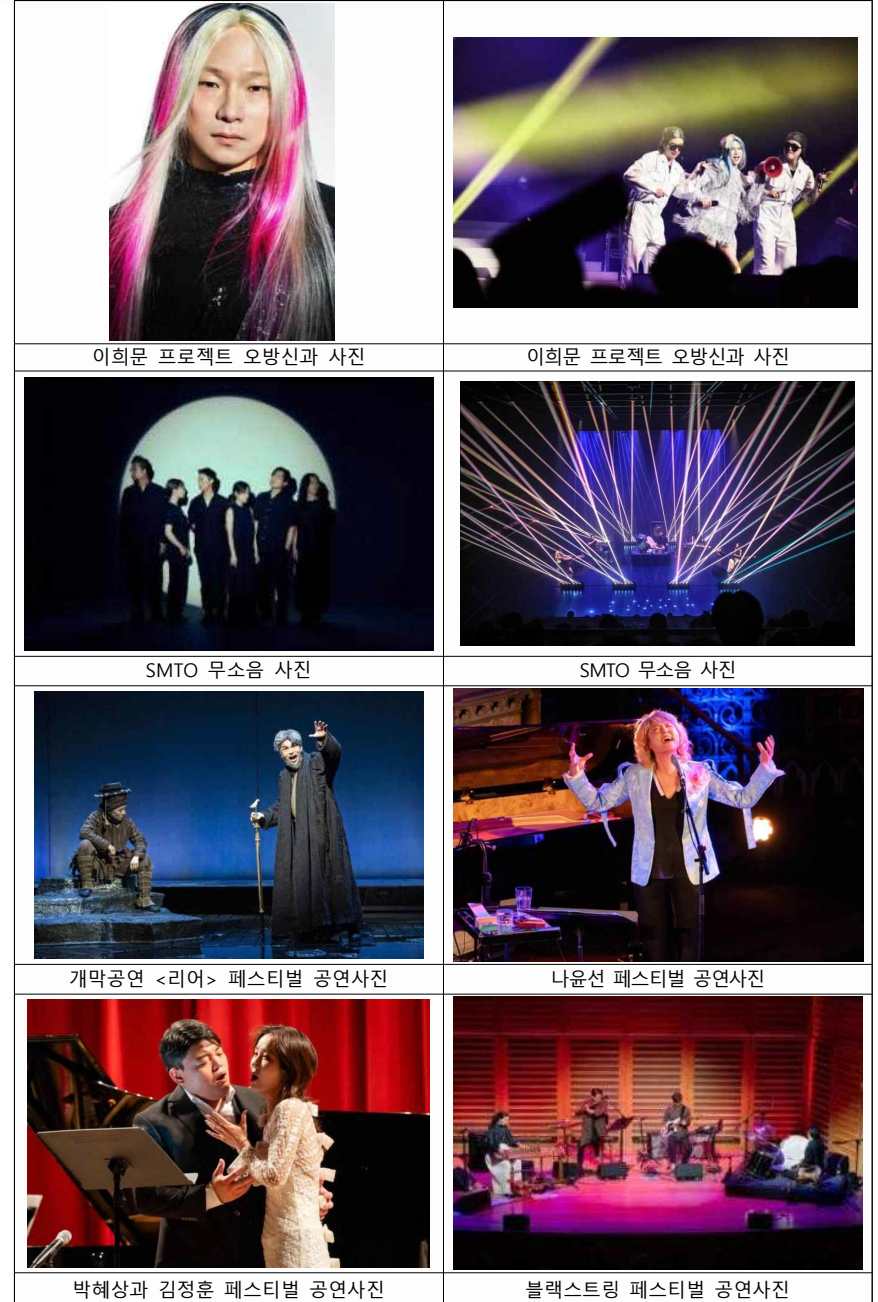 이희문 프로젝트 오방신과 사진
이희문 프로젝트 오방신과 사진
SMTO 무소음 사진
SMTO 무소음 사진
개막공연 <리어> 페스티벌 공연사진
나윤선 페스티벌 공연사진
박혜상과 김정훈 페스티벌 공연사진
블랙스트링 페스티벌 공연사진